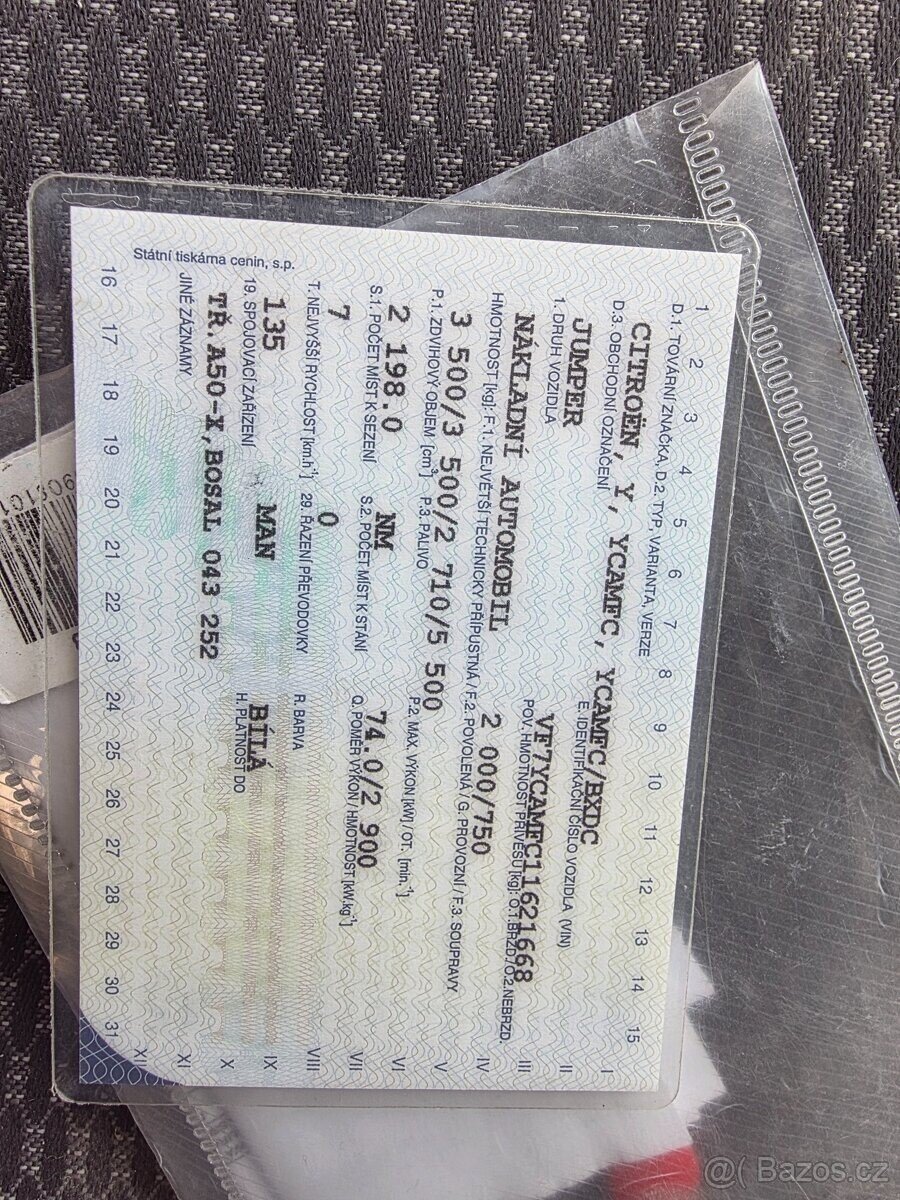 1 2 3 4 5 6 7 8 9 10 11 12 13 14 15
D.1. TOVÁRNÍ ZNAČKA, D.2. TYP, VARIANTA, VERZE
CITROËN, Y, YCAMFC, YCAMFC/BXDC
D.3. OBCHODNÍ OZNAČENÍ E. IDENTIFIKAČNÍ ČÍSLO VOZIDLA (VIN)
JUMPER VF7YCAMFC11621668
1. DRUH VOZIDLA POV. HMOTNOST PŘÍVĚSU [kg]: O.1.BRZD./O.2.NEBRZD.
NÁKLADNÍ AUTOMOBIL 2 000/750
HMOTNOST [kg]: F.1. NEJVĚTŠÍ TECHNICKY PŘÍPUSTNÁ / F.2. POVOLENÁ / G. PROVOZNÍ / F.3. SOUPRAVY
3 500/3 500/2 710/5 500
P.1. ZDVIHOVÝ OBJEM [cm³] P.3. PALIVO P.2. MAX. VÝKON [kW] / OT. [min.⁻¹]
2 198.0 NM 74.0/2 900
S.1. POČET MÍST K SEZENÍ S.2. POČET MÍST K STÁNÍ Q. POMĚR VÝKON / HMOTNOST [kW.kg⁻¹]
7 0
T. NEJVYŠŠÍ RYCHLOST [km.h⁻¹] 29. ŘAZENÍ PŘEVODOVKY R. BARVA
135 MAN BÍLÁ
19. SPOJOVACÍ ZAŘÍZENÍ H. PLATNOST DO
TŘ.A50-X,BOSAL 043 252
JINÉ ZÁZNAMY
Státní tiskárna cenin, s.p.
16 17 18 19 20 21 22 23 24 25 26 27 28 29 30 31
I II III IV V VI VII VIII IX X XI XII
@( Bazos.cz